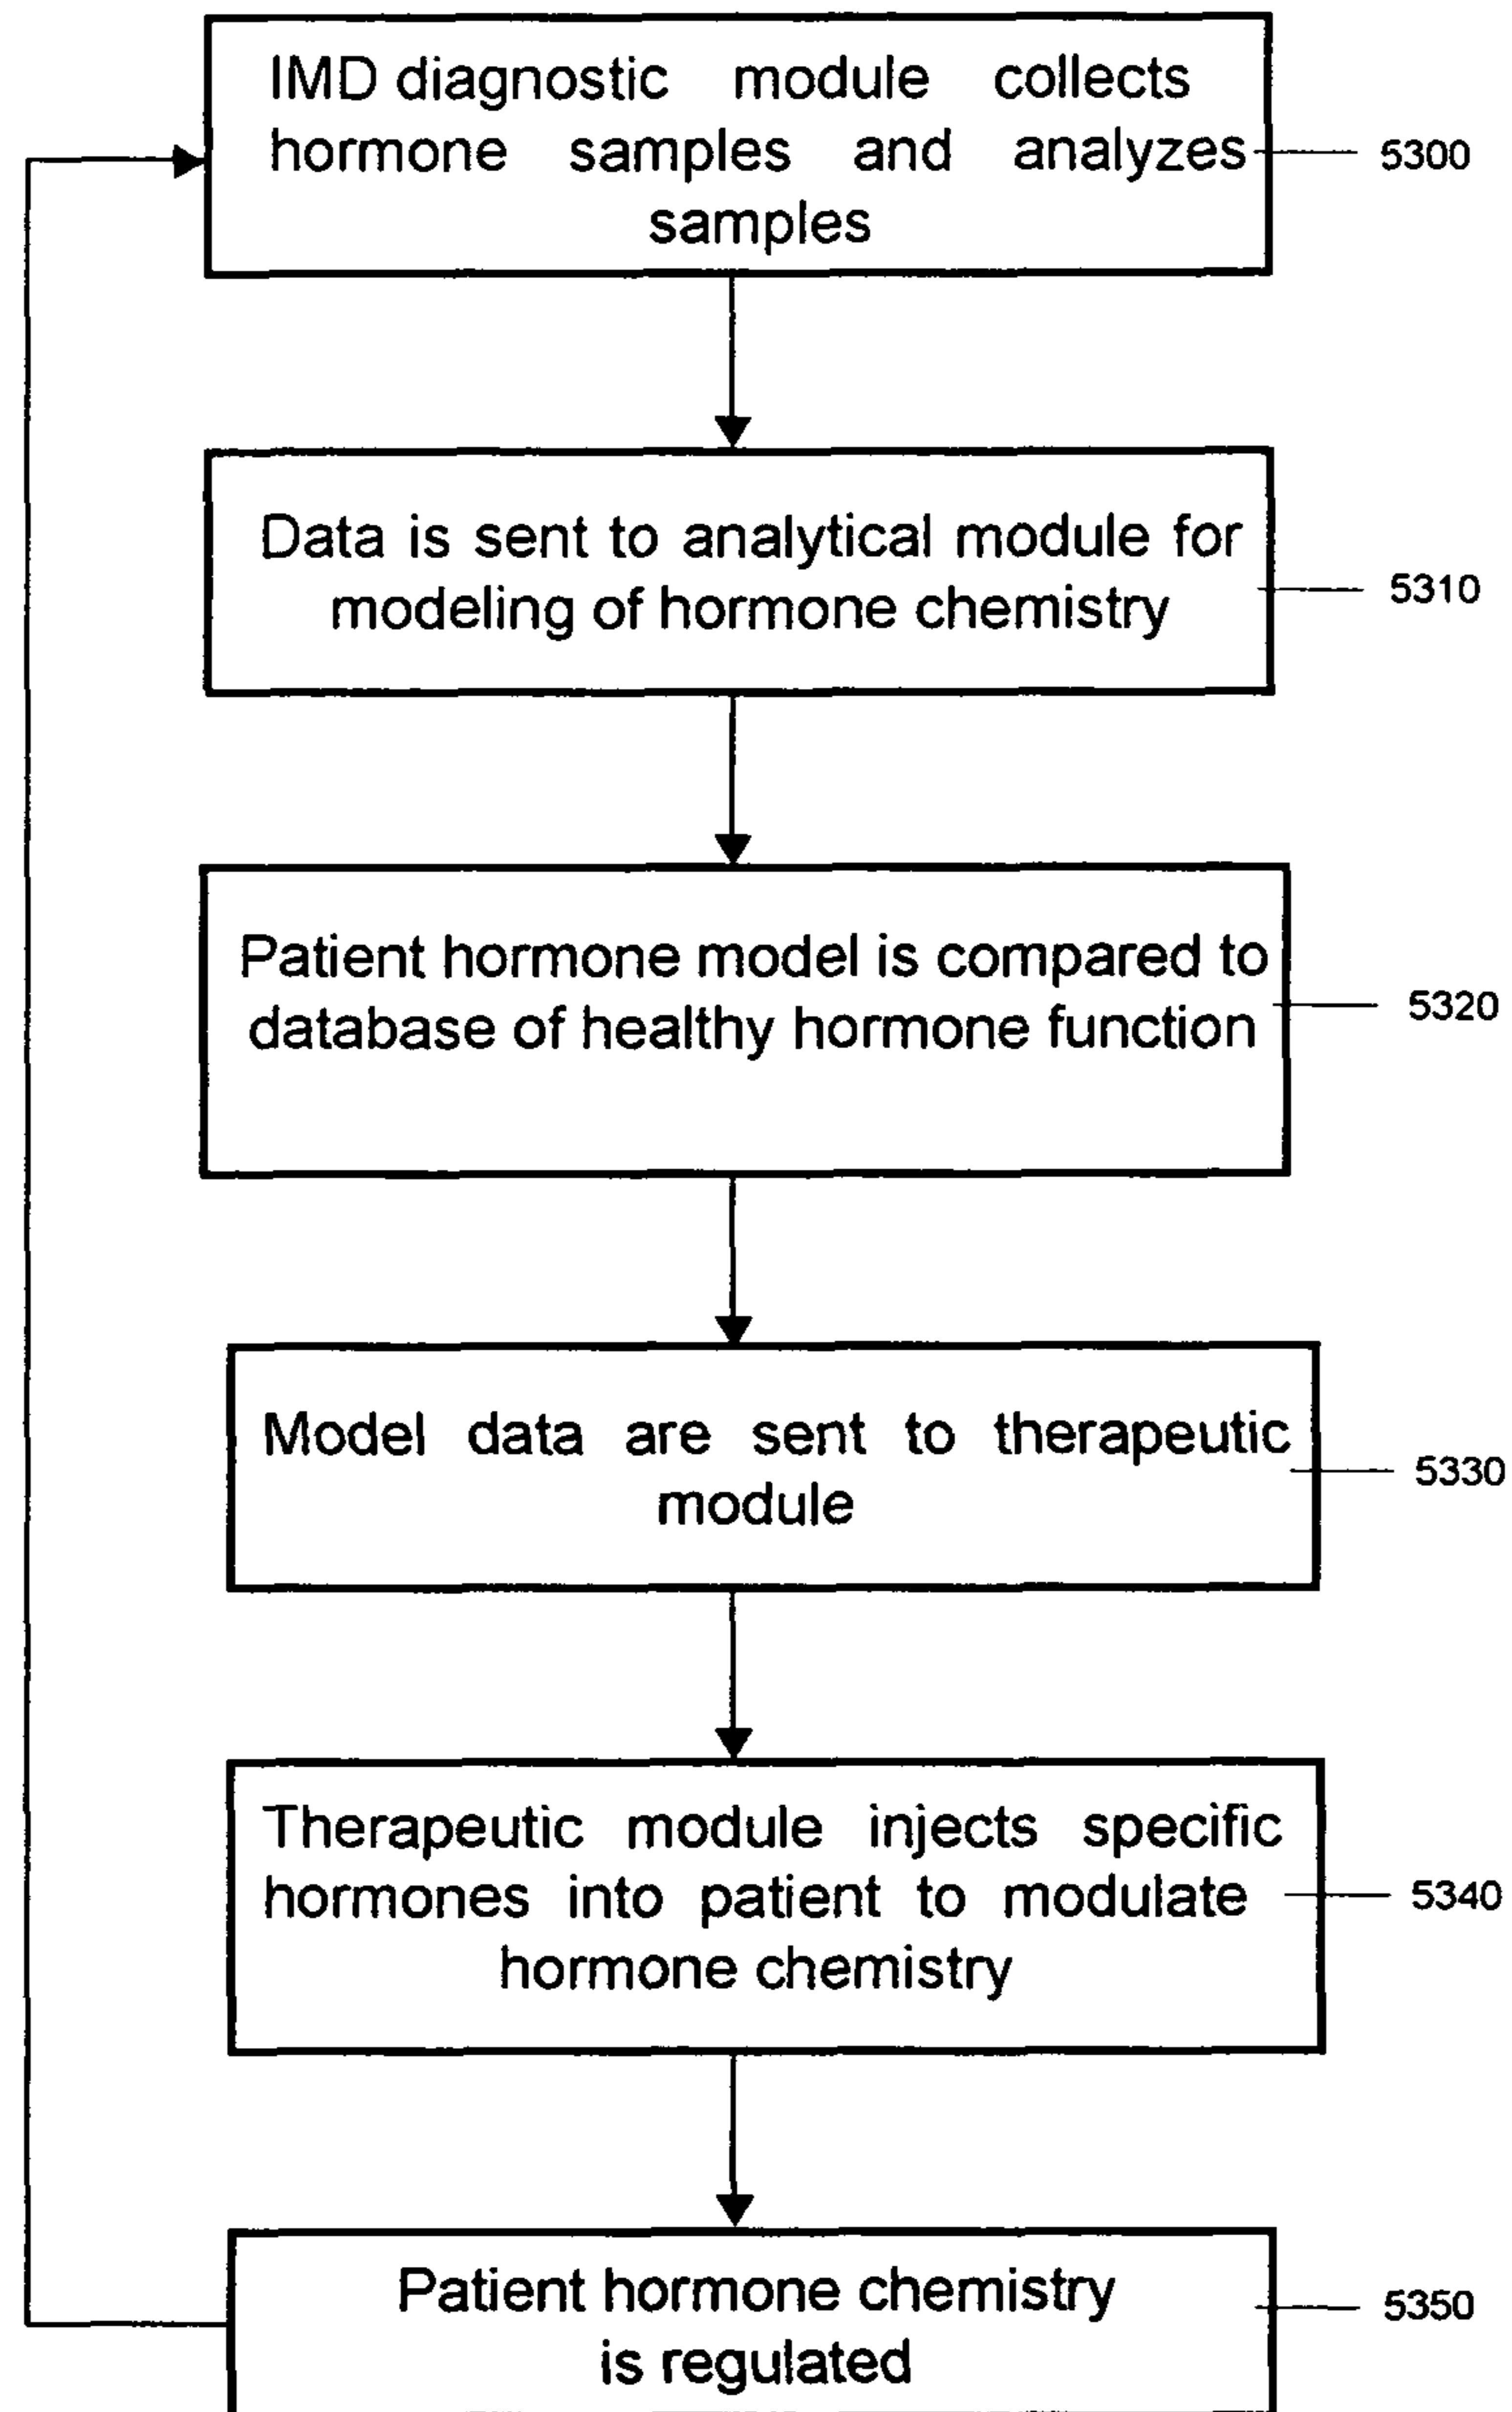 IMD diagnostic module collects
hormone samples and analyzes
samples
5300
Data is sent to analytical module for
modeling of hormone chemistry
5310
Patient hormone model is compared to
database of healthy hormone function
5320
Model data are sent to therapeutic
module
5330
Therapeutic module injects specific
hormones into patient to modulate
hormone chemistry
5340
Patient hormone chemistry
is regulated
5350